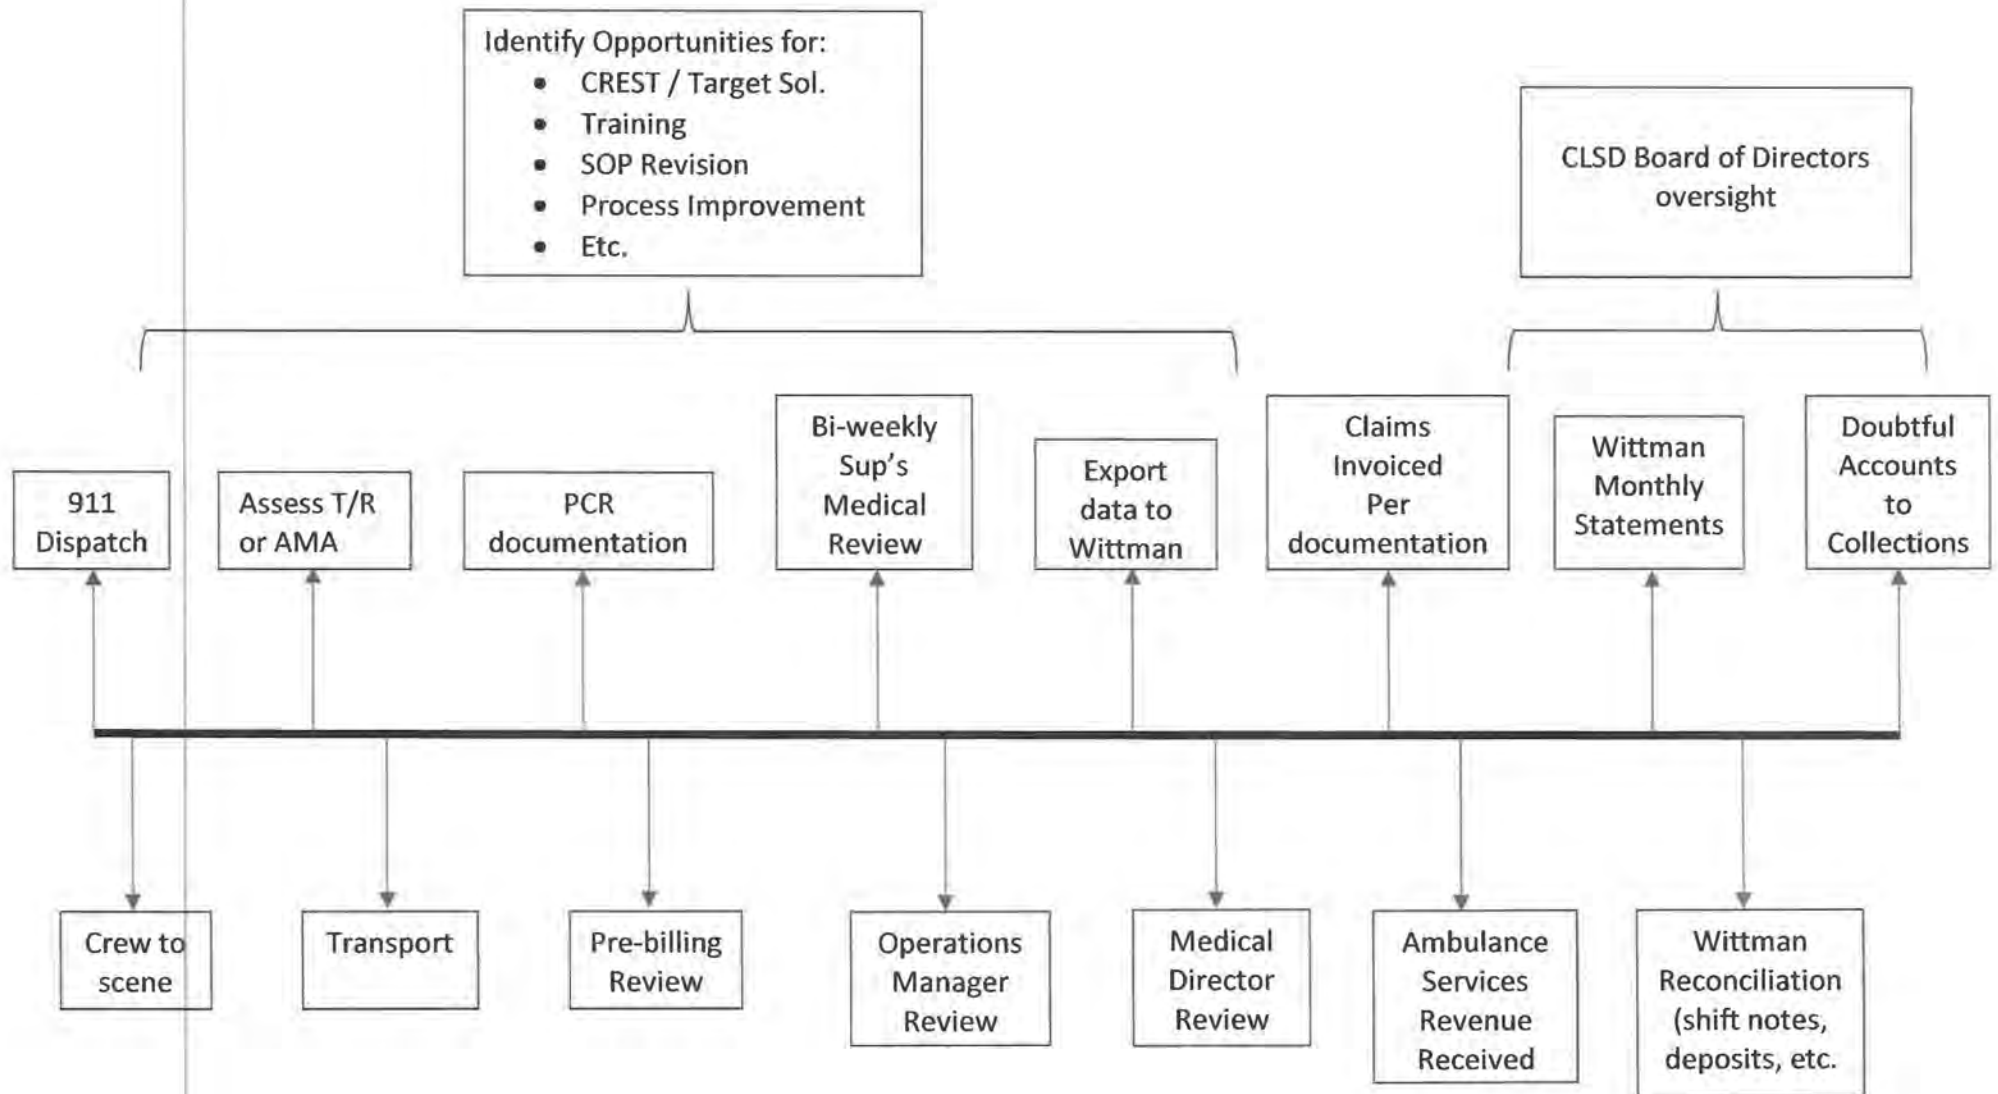 Identify Opportunities for:
• CREST / Target Sol.
• Training
• SOP Revision
• Process Improvement
• Etc.
CLSD Board of Directors
oversight
911
Dispatch
Assess T/R
or AMA
PCR
documentation
Bi-weekly
Sup's
Medical
Review
Export
data to
Wittman
Claims
Invoiced
Per
documentation
Wittman
Monthly
Statements
Doubtful
Accounts
to
Collections
Crew to
scene
Transport
Pre-billing
Review
Operations
Manager
Review
Medical
Director
Review
Ambulance
Services
Revenue
Received
Wittman
Reconciliation
(shift notes,
deposits, etc.